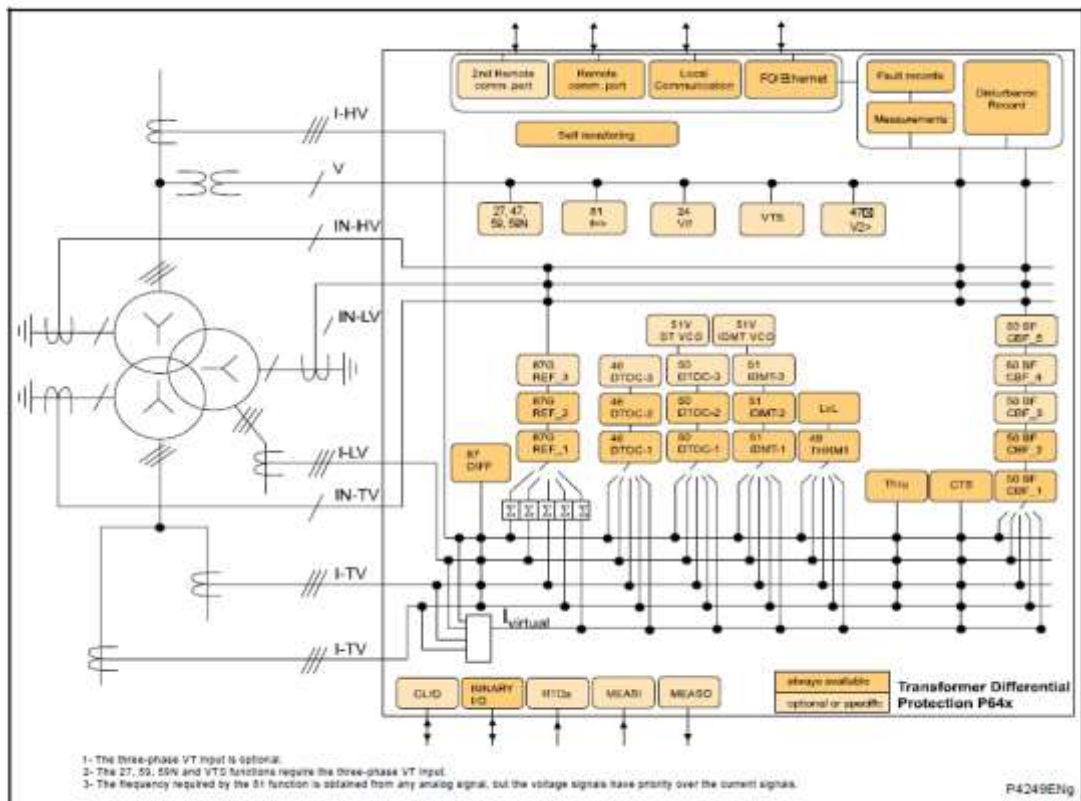 2nd Remote
comm. port
Remote
comm. port
Local
Communication
Fault records
Measurements
Disturbance
Record
Self monitoring
I-HV
V
IN-HV
IN-LV
I-LV
IN-TV
I-TV
I-TV
27, 47,
59, 59N
81
24
VTS
V2>
51V
DT VCO
51V
IDMT VCO
87G
REF_3
46
DTOC-3
50
DTOC-3
51
IDMT-3
87G
REF_2
46
DTOC-2
50
DTOC-2
51
IDMT-2
LxL
87G
REF_1
46
DTOC-1
50
DTOC-1
51
IDMT-1
49
THRM1
87
DIFF
50 BF
CBF_5
50 BF
CBF_4
50 BF
CBF_3
50 BF
CBF_2
50 BF
CBF_1
Thru
CTS
Σ Σ Σ Σ Σ
Ivirtual
CLIO
BINARY
I/O
RTDs
MEASI
MEASO
always available
optional or specific
Transformer Differential
Protection P64x
1- The three-phase VT input is optional.
2- The 27, 59, 59N and VTS functions require the three-phase VT input.
3- The frequency required by the 81 function is obtained from any analog signal, but the voltage signals have priority over the current signals.
P4249ENg